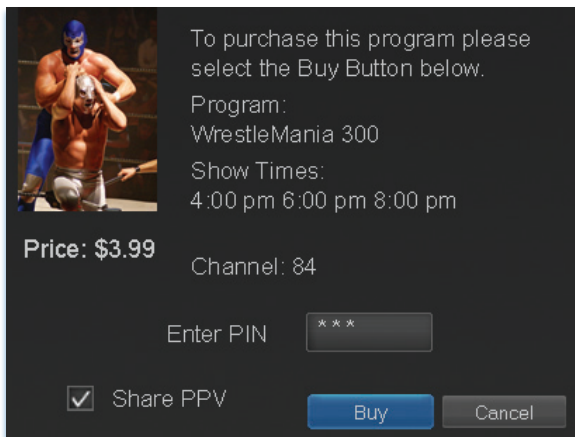 To purchase this program please
select the Buy Button below.
Program:
WrestleMania 300
Show Times:
4:00 pm 6:00 pm 8:00 pm
Price: $3.99
Channel: 84
Enter PIN
***
Share PPV
Buy
Cancel